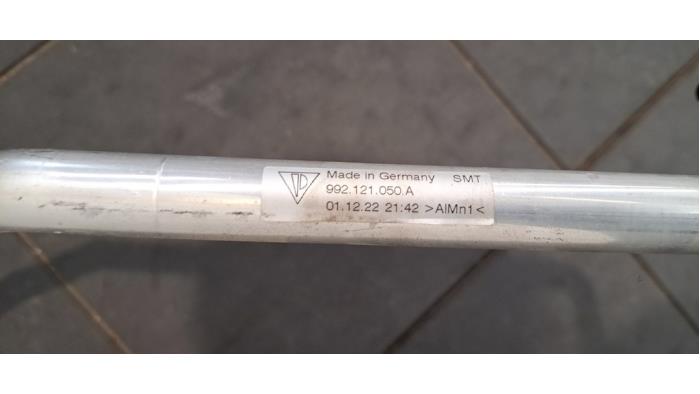 Made in Germany SMT
992.121.050.A
01.12.22 21:42 >AlMn1<